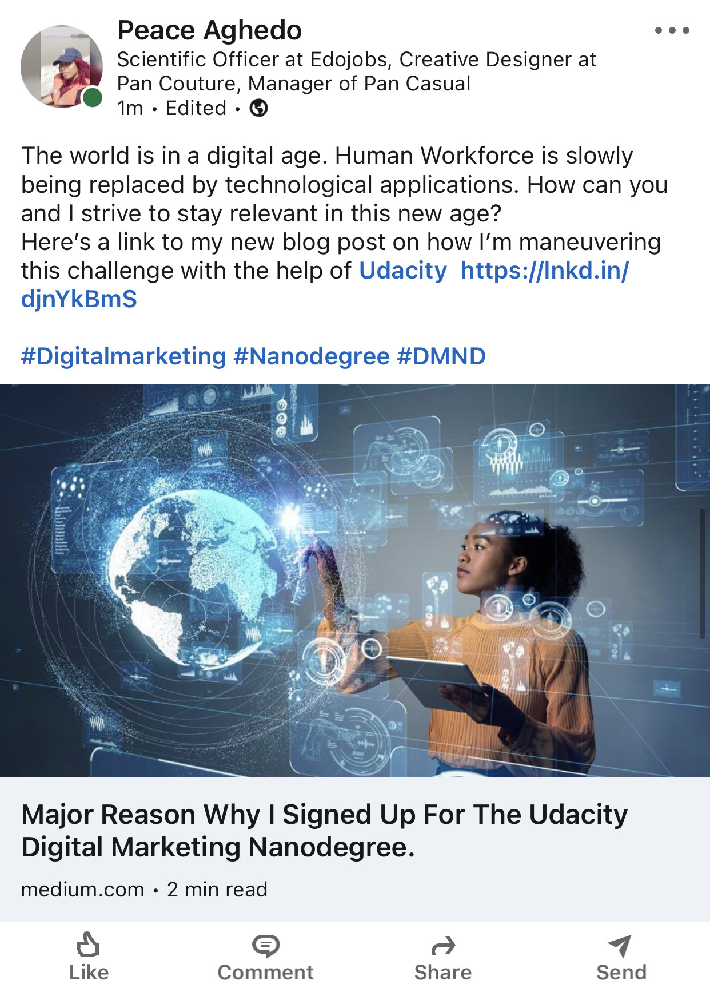 Peace Aghedo
Scientific Officer at Edojobs, Creative Designer at
Pan Couture, Manager of Pan Casual
1m • Edited •
The world is in a digital age. Human Workforce is slowly
being replaced by technological applications. How can you
and I strive to stay relevant in this new age?
Here’s a link to my new blog post on how I’m maneuvering
this challenge with the help of Udacity https://lnkd.in/
djnYkBmS
#Digitalmarketing #Nanodegree #DMND
Major Reason Why I Signed Up For The Udacity
Digital Marketing Nanodegree.
medium.com • 2 min read
Like
Comment
Share
Send